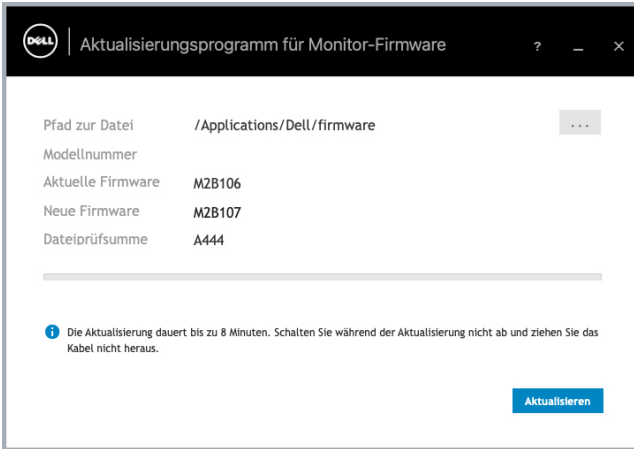 DELL
Aktualisierungsprogramm für Monitor-Firmware ? _ ×
Pfad zur Datei /Applications/Dell/firmware ...
Modellnummer
Aktuelle Firmware M2B106
Neue Firmware M2B107
Dateiprüfsumme A444
Die Aktualisierung dauert bis zu 8 Minuten. Schalten Sie während der Aktualisierung nicht ab und ziehen Sie das
Kabel nicht heraus.
Aktualisieren